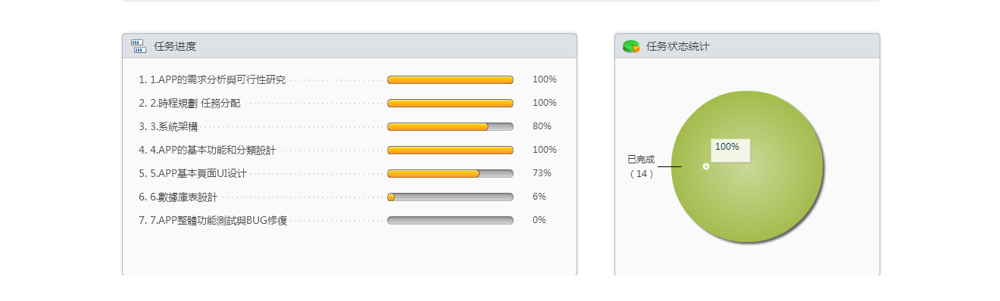 任务进度
1. 1.APP的需求分析與可行性研究 100%
2. 2.時程規劃 任務分配 100%
3. 3.系統架構 80%
4. 4.APP的基本功能和分類設計 100%
5. 5.APP基本頁面UI设计 73%
6. 6.數據庫表設計 6%
7. 7.APP整體功能測試與BUG修復 0%
任务状态统计
100%
已完成
（14）